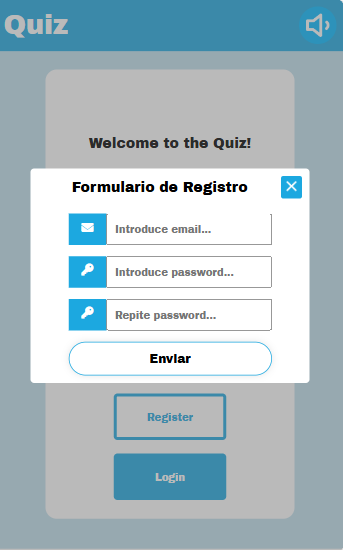 Quiz
Welcome to the Quiz!
Formulario de Registro
Introduce email...
Introduce password...
Repite password...
Enviar
Register
Login